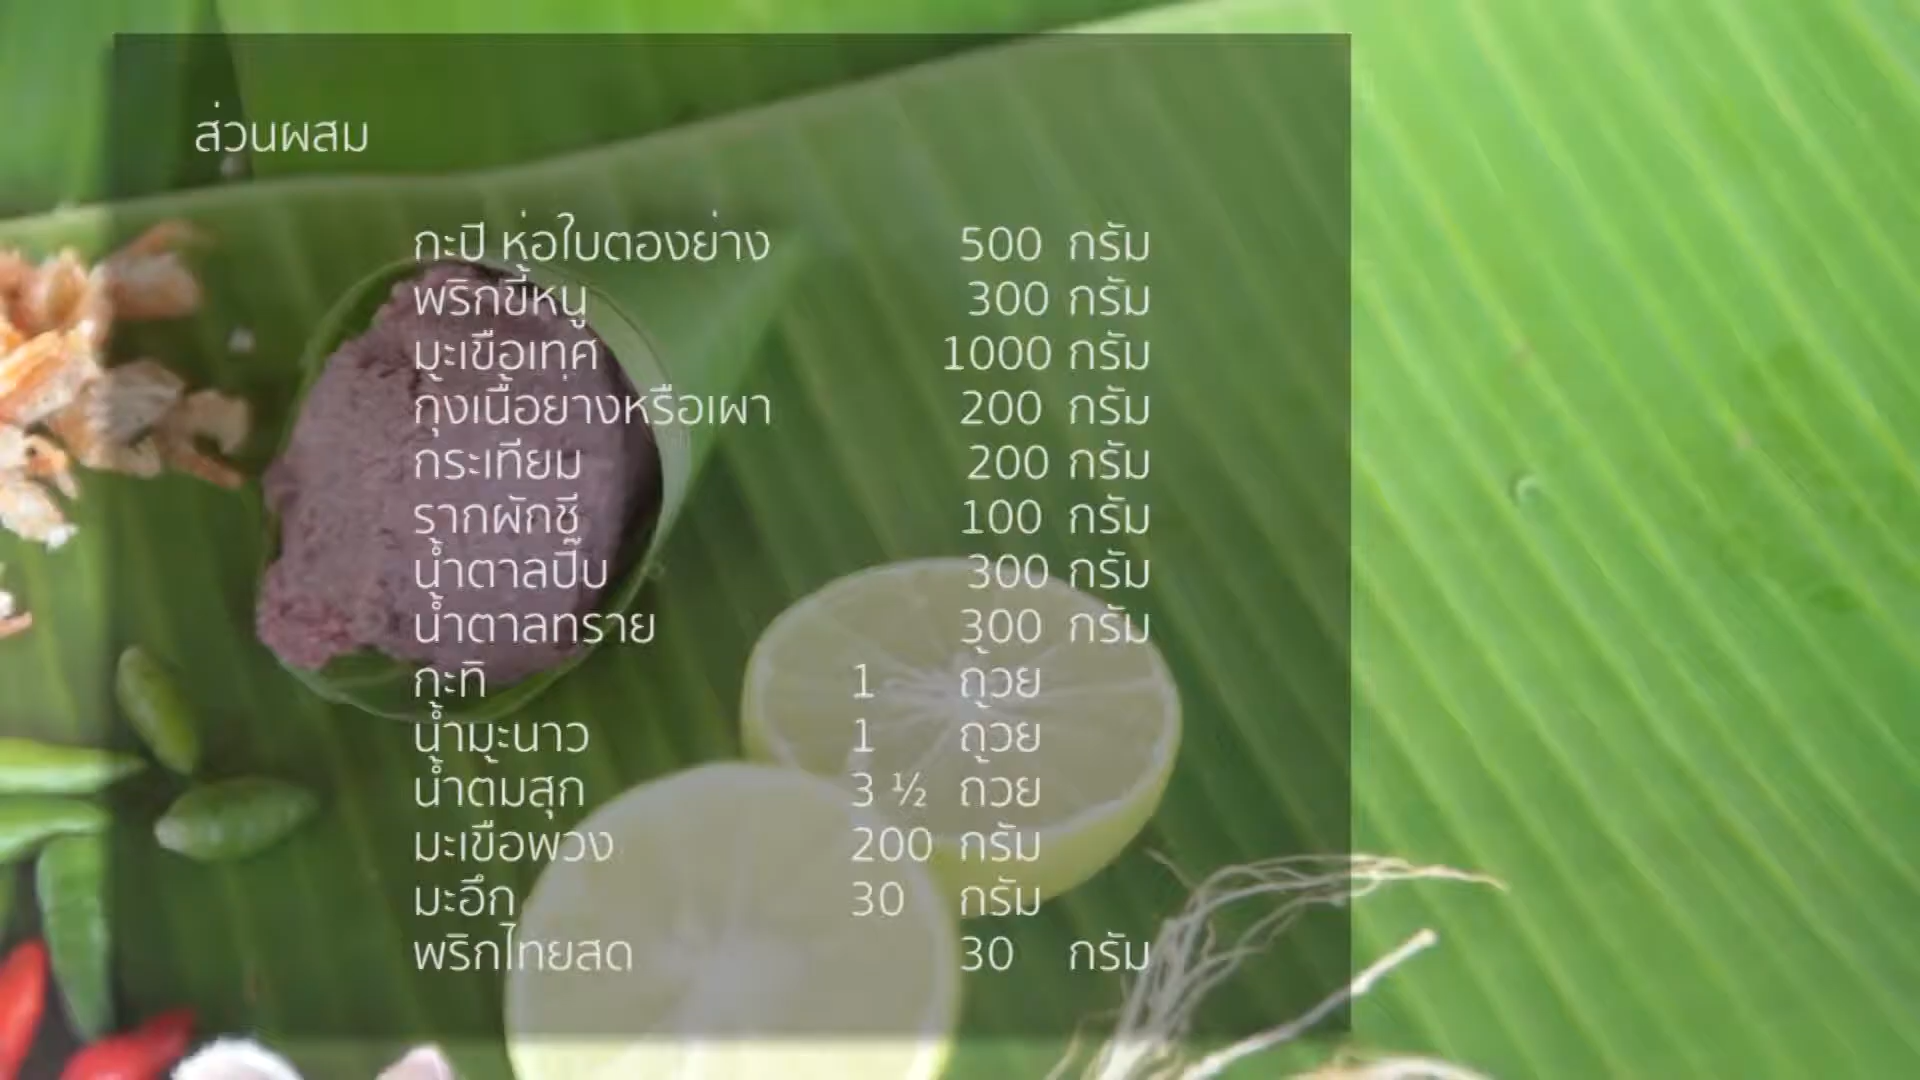 ส่วนผสม
กะปิ ห่อใบตองย่าง 500 กรัม
พริกขี้หนู 300 กรัม
มะเขือเทศ 1000 กรัม
กุ้งเนื้อย่างหรือเผา 200 กรัม
กระเทียม 200 กรัม
รากผักชี 100 กรัม
น้ำตาลปี๊บ 300 กรัม
น้ำตาลทราย 300 กรัม
กะทิ 1 ถ้วย
น้ำมะนาว 1 ถ้วย
น้ำต้มสุก 3 ½ ถ้วย
มะเขือพวง 200 กรัม
มะอึก 30 กรัม
พริกไทยสด 30 กรัม